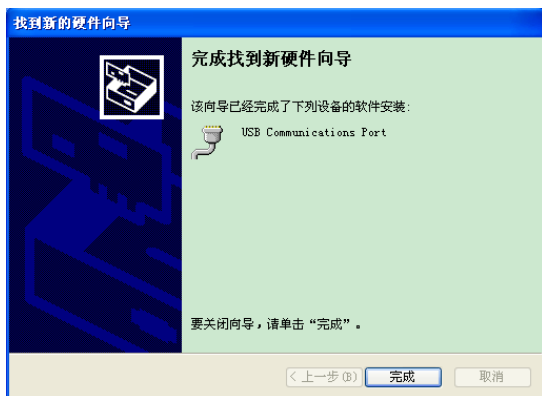 找到新的硬件向导
完成找到新硬件向导
该向导已经完成了下列设备的软件安装:
USB Communications Port
要关闭向导，请单击“完成”。
< 上一步(B) 完成 取消